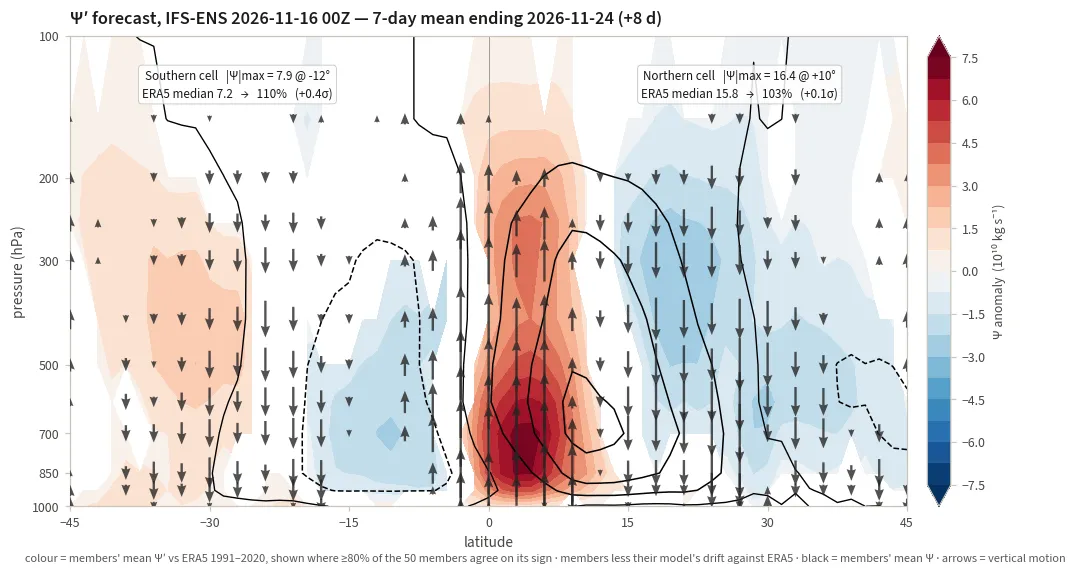 Ψ′ forecast, IFS-ENS 2026-11-16 00Z — 7-day mean ending 2026-11-24 (+8 d)
Southern cell |Ψ|max = 7.9 @ -12°
ERA5 median 7.2 → 110% (+0.4σ)
Northern cell |Ψ|max = 16.4 @ +10°
ERA5 median 15.8 → 103% (+0.1σ)
pressure (hPa)
100
200
300
400
500
700
850
1000
−45
−30
−15
0
15
30
45
latitude
7.5
6.0
4.5
3.0
1.5
0.0
−1.5
−3.0
−4.5
−6.0
−7.5
Ψ anomaly (10¹⁰ kg s⁻¹)
colour = members' mean Ψ′ vs ERA5 1991–2020, shown where ≥80% of the 50 members agree on its sign · members less their model's drift against ERA5 · black = members' mean Ψ · arrows = vertical motion